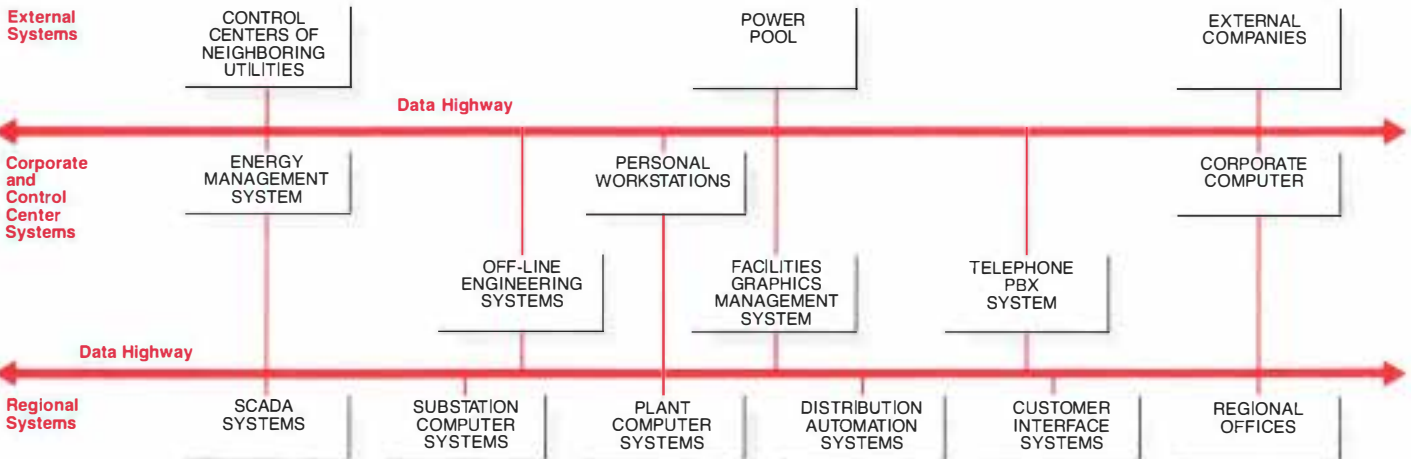 External
Systems
CONTROL
CENTERS OF
NEIGHBORING
UTILITIES
POWER
POOL
EXTERNAL
COMPANIES
Data Highway
Corporate
and
Control
Center
Systems
ENERGY
MANAGEMENT
SYSTEM
PERSONAL
WORKSTATIONS
CORPORATE
COMPUTER
OFF-LINE
ENGINEERING
SYSTEMS
FACILITIES
GRAPHICS
MANAGEMENT
SYSTEM
TELEPHONE
PBX
SYSTEM
Data Highway
Regional
Systems
SCADA
SYSTEMS
SUBSTATION
COMPUTER
SYSTEMS
PLANT
COMPUTER
SYSTEMS
DISTRIBUTION
AUTOMATION
SYSTEMS
CUSTOMER
INTERFACE
SYSTEMS
REGIONAL
OFFICES